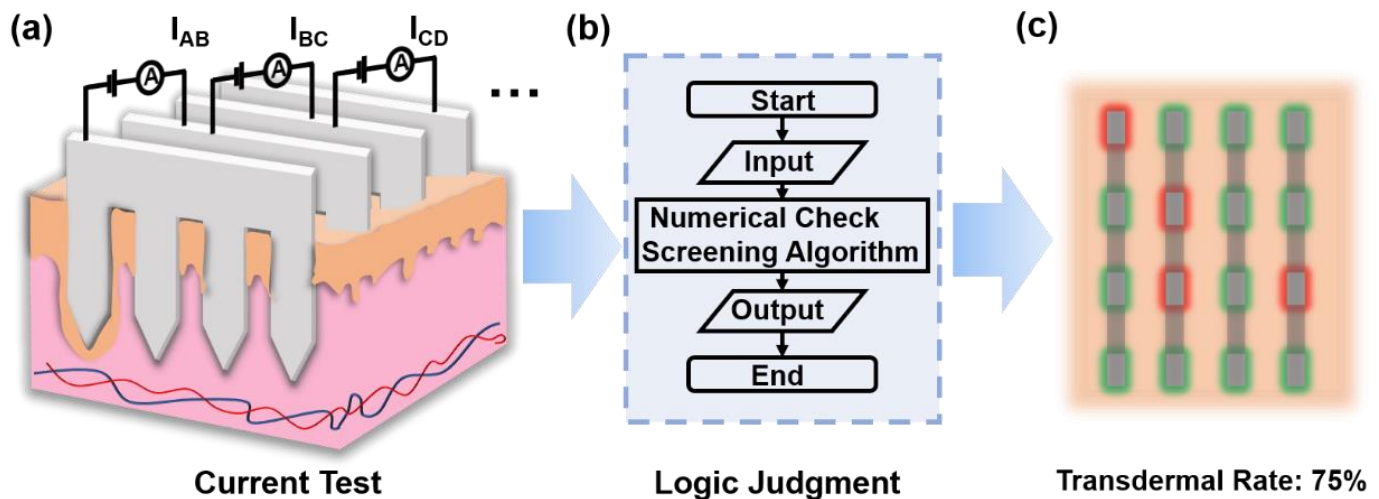 (a)
I_AB
A
I_BC
A
I_CD
A
...
Current Test
(b)
Start
Input
Numerical Check
Screening Algorithm
Output
End
Logic Judgment
(c)
Transdermal Rate: 75%